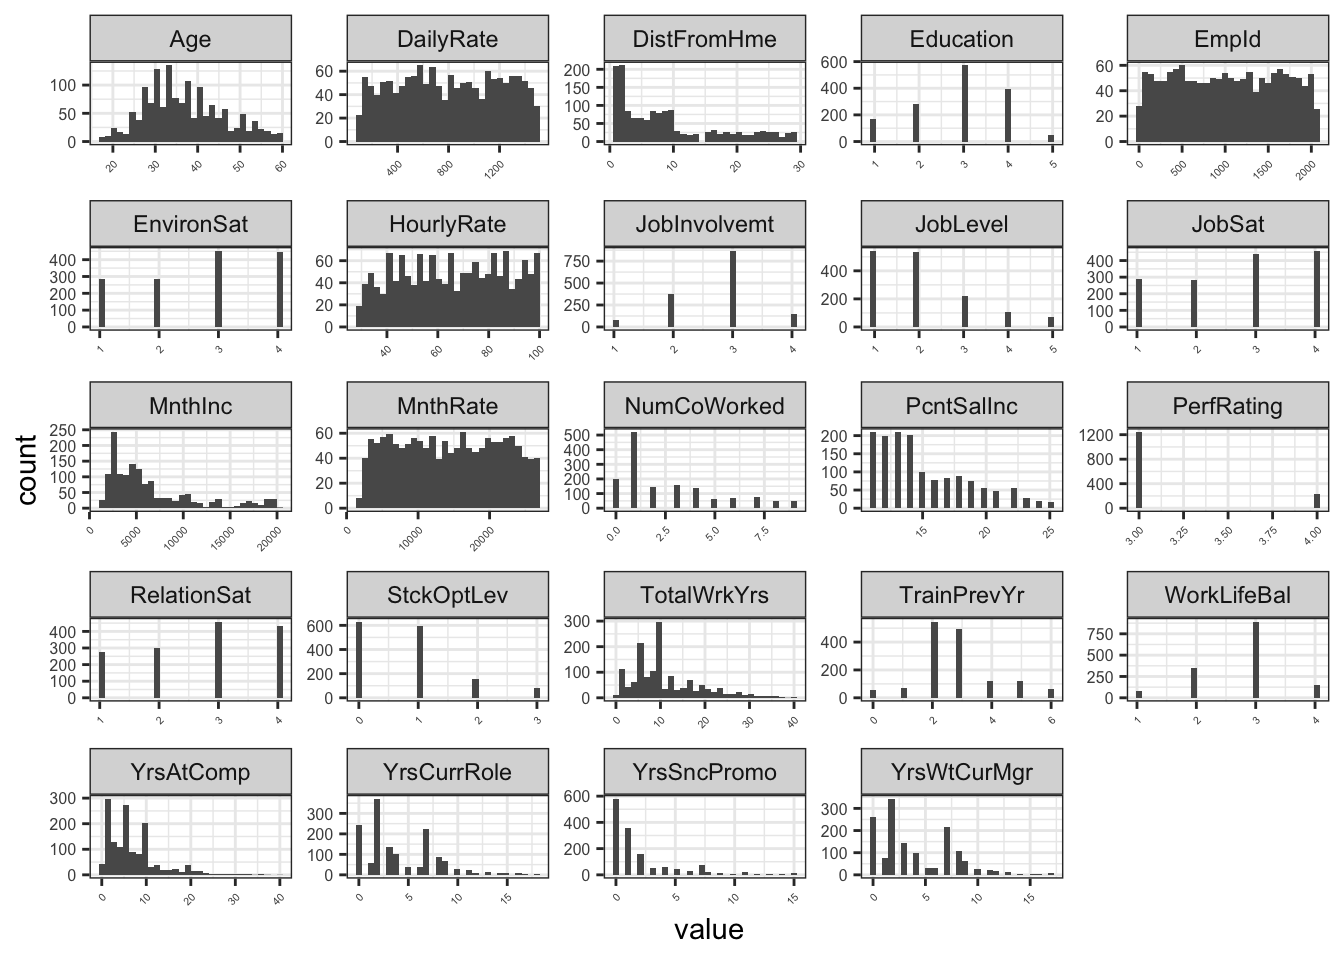 Age DailyRate DistFromHme Education EmpId
100 50 0
60 40 20 0
200 150 100 50 0
600 400 200 0
60 40 20 0
20 30 40 50 60
400 800 1200
0 10 20 30
1 2 3 4 5
0 500 1000 1500 2000
EnvironSat HourlyRate JobInvolvemt JobLevel JobSat
400 300 200 100 0
60 40 20 0
750 500 250 0
400 200 0
400 300 200 100 0
1 2 3 4
40 60 80 100
1 2 3 4
1 2 3 4 5
1 2 3 4
MnthInc MnthRate NumCoWorked PcntSalInc PerfRating
250 200 150 100 50 0
60 40 20 0
500 400 300 200 100 0
200 150 100 50 0
1200 800 400 0
0 5000 10000 15000 20000
0 10000 20000
0.0 2.5 5.0 7.5
15 20 25
3.00 3.25 3.50 3.75 4.00
count
RelationSat StckOptLev TotalWrkYrs TrainPrevYr WorkLifeBal
400 300 200 100 0
600 400 200 0
300 200 100 0
400 200 0
750 500 250 0
1 2 3 4
0 1 2 3
0 10 20 30 40
0 2 4 6
1 2 3 4
YrsAtComp YrsCurrRole YrsSncPromo YrsWtCurMgr
300 200 100 0
300 200 100 0
600 400 200 0
300 200 100 0
0 10 20 30 40
0 5 10 15
0 5 10 15
0 5 10 15
value